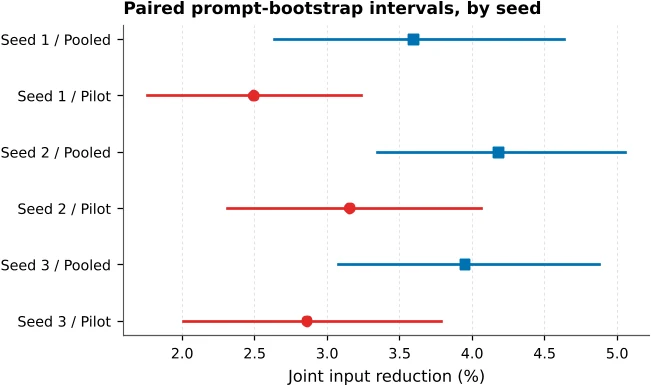 Paired prompt-bootstrap intervals, by seed
Seed 1 / Pooled
Seed 1 / Pilot
Seed 2 / Pooled
Seed 2 / Pilot
Seed 3 / Pooled
Seed 3 / Pilot
2.0 2.5 3.0 3.5 4.0 4.5 5.0
Joint input reduction (%)